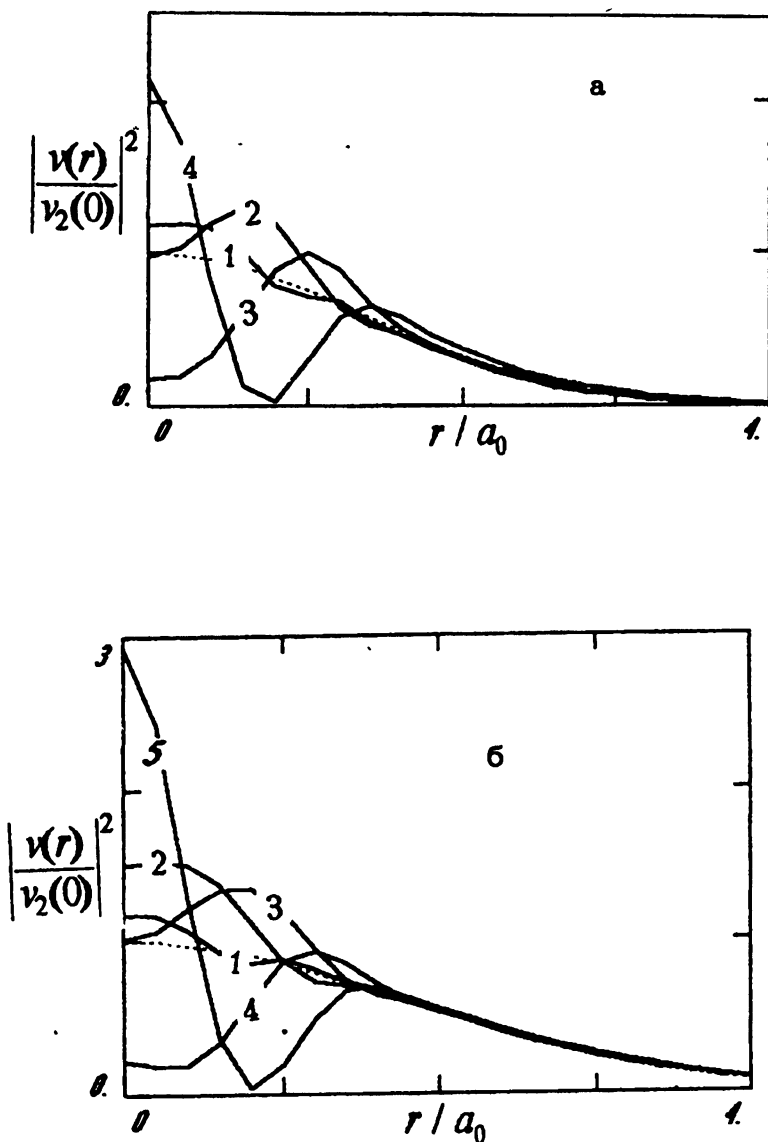 а
|v(r)/v₂(0)|²
4
2
1
3
0.
0
r / a₀
4.
б
3
|v(r)/v₂(0)|²
5
2
3
1
4
0.
0
r / a₀
4.